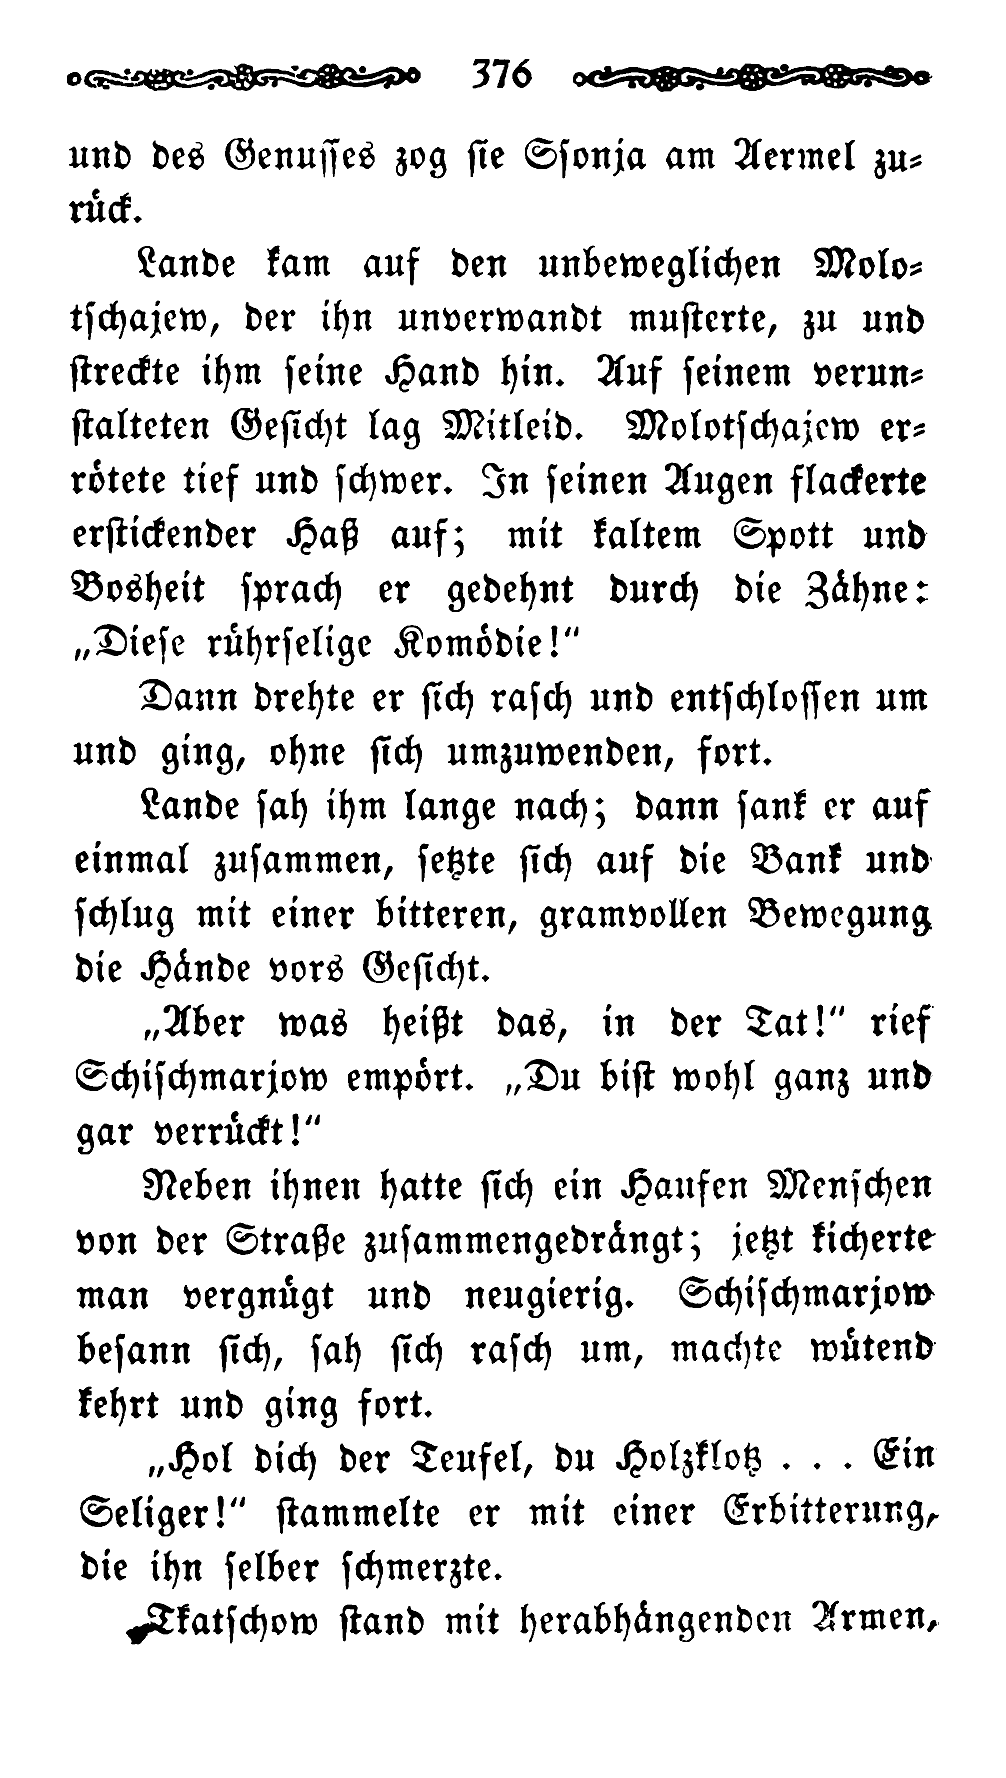 376
und des Genusses zog sie Ssonja am Aermel zu-
rück.
Lande kam auf den unbeweglichen Molo-
tschajew, der ihn unverwandt musterte, zu und
streckte ihm seine Hand hin. Auf seinem verun-
stalteten Gesicht lag Mitleid. Molotschajew er-
rötete tief und schwer. In seinen Augen flackerte
erstickender Haß auf; mit kaltem Spott und
Bosheit sprach er gedehnt durch die Zähne:
„Diese rührselige Komödie!“
Dann drehte er sich rasch und entschlossen um
und ging, ohne sich umzuwenden, fort.
Lande sah ihm lange nach; dann sank er auf
einmal zusammen, setzte sich auf die Bank und
schlug mit einer bitteren, gramvollen Bewegung
die Hände vors Gesicht.
„Aber was heißt das, in der Tat!“ rief
Schischmarjow empört. „Du bist wohl ganz und
gar verrückt!“
Neben ihnen hatte sich ein Haufen Menschen
von der Straße zusammengedrängt; jetzt kicherte
man vergnügt und neugierig. Schischmarjow
besann sich, sah sich rasch um, machte wütend
kehrt und ging fort.
„Hol dich der Teufel, du Holzklotz . . . Ein
Seliger!“ stammelte er mit einer Erbitterung,
die ihn selber schmerzte.
Tkatschow stand mit herabhängenden Armen,